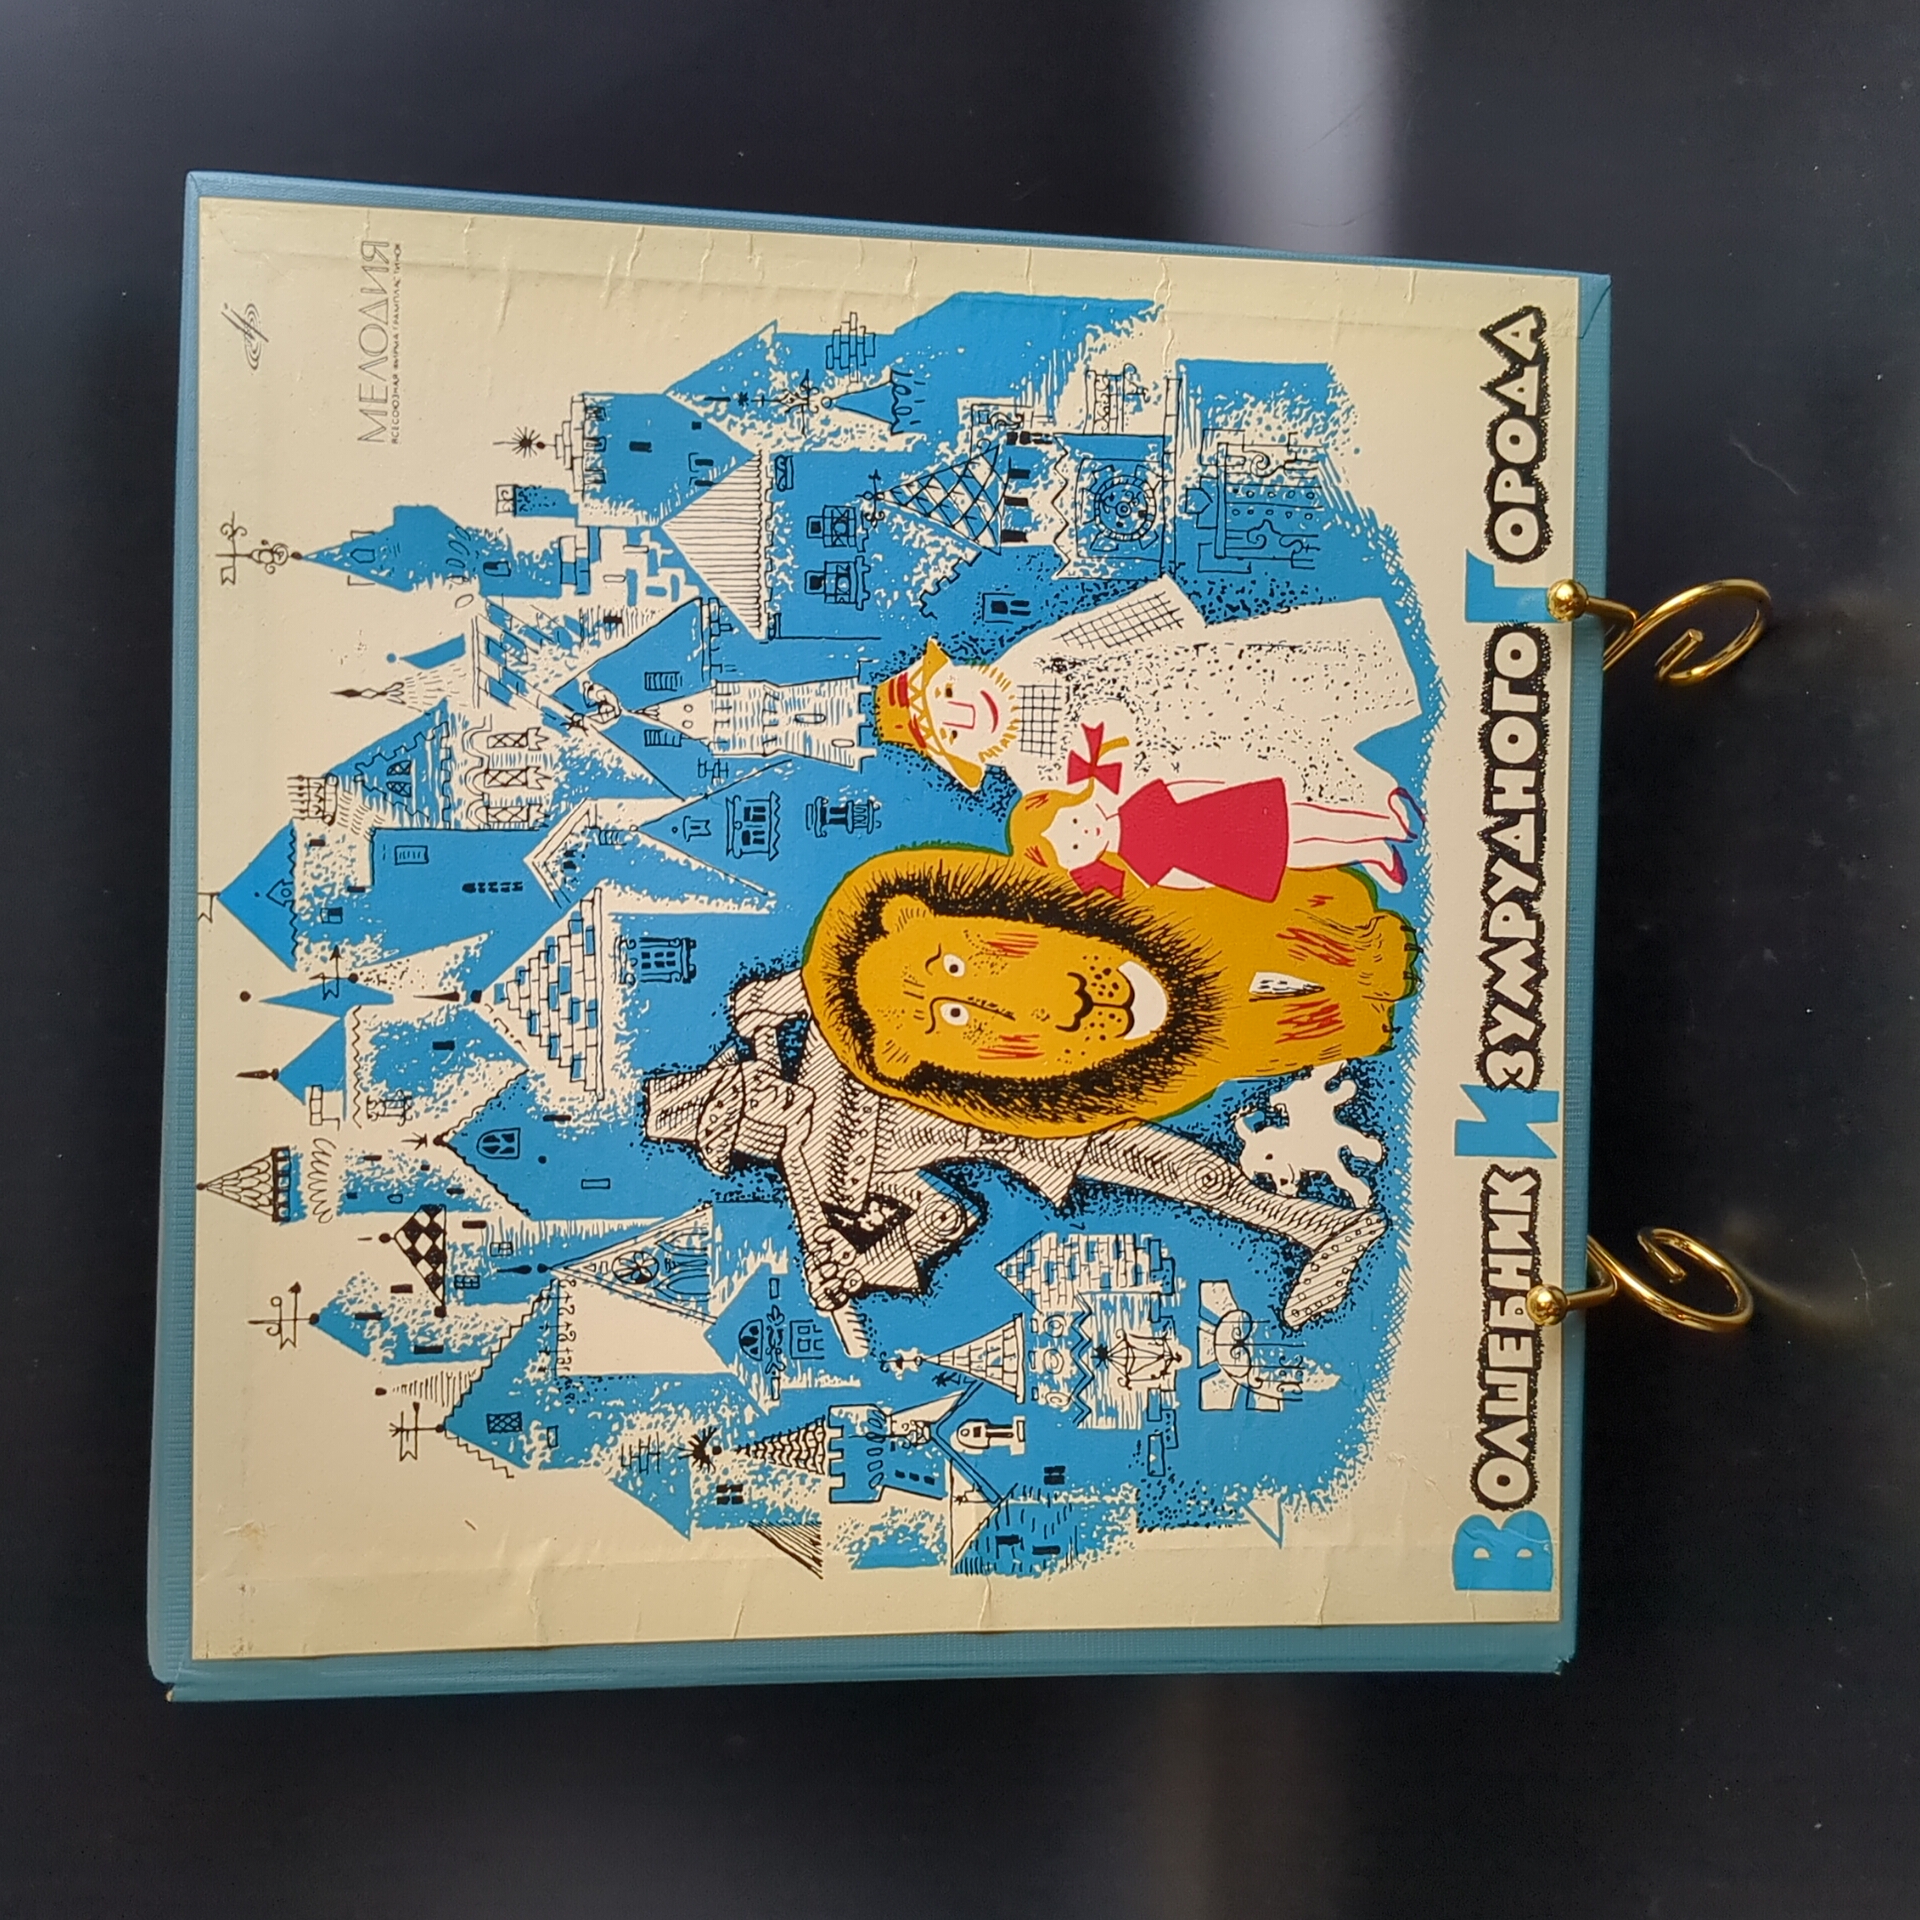 МЕЛОДИЯ
ВСЕСОЮЗНАЯ ФИРМА ГРАМПЛАСТИНОК
ВОЛШЕБНИК ИЗУМРУДНОГО ГОРОДА